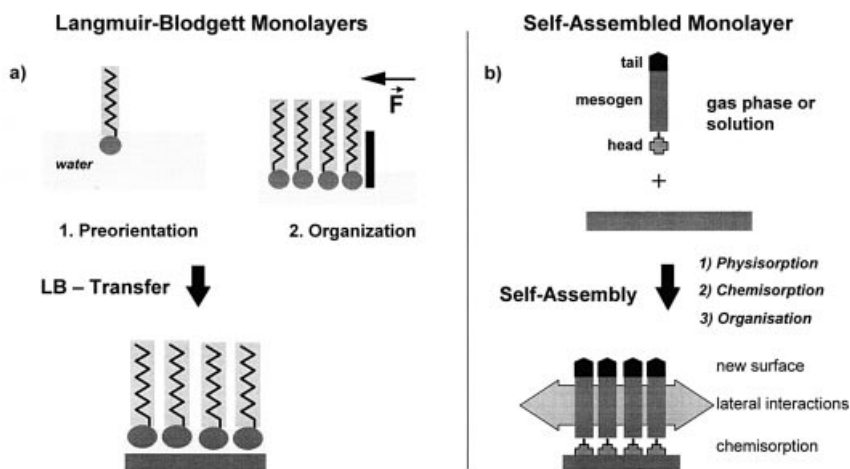 Langmuir-Blodgett Monolayers
a)
F
water
1. Preorientation
2. Organization
LB – Transfer
Self-Assembled Monolayer
b)
tail
mesogen
head
gas phase or
solution
+
1) Physisorption
2) Chemisorption
3) Organisation
Self-Assembly
new surface
lateral interactions
chemisorption